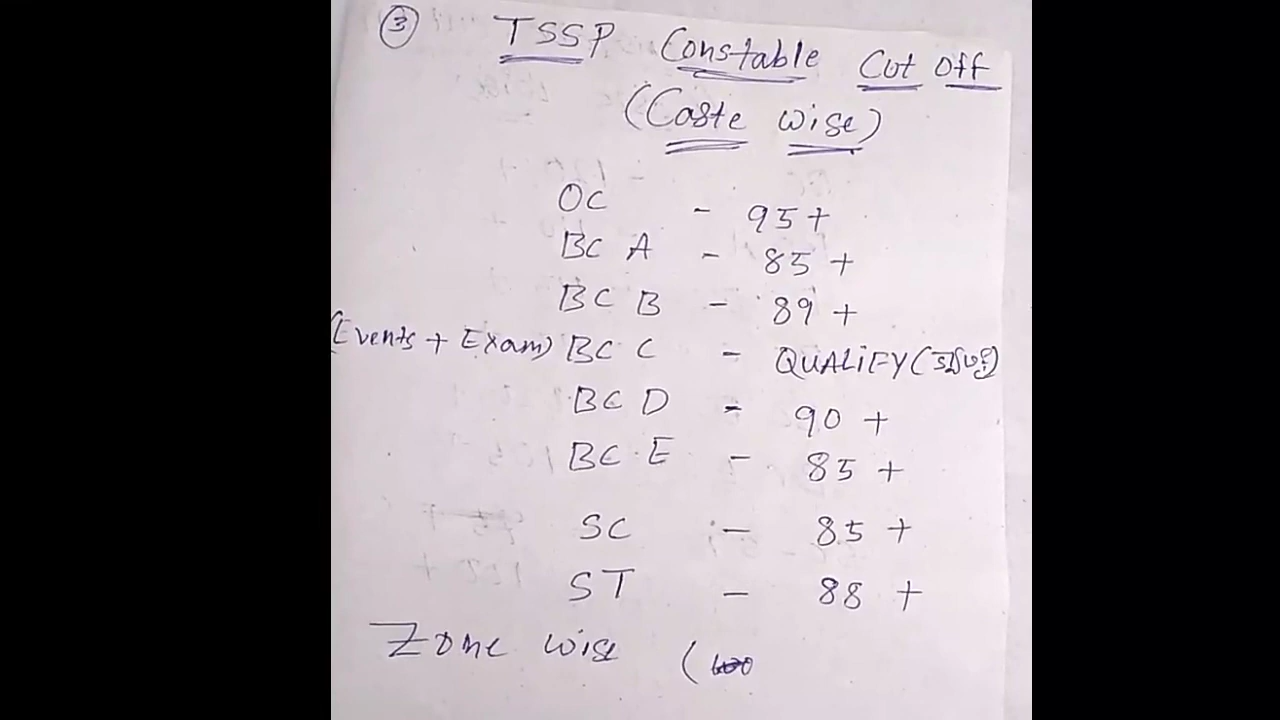 ③ TSSP Constable Cut Off
(Caste wise)
OC - 95+
BC A - 85 +
BC B - 89 +
(Events + Exam) BC C - QUALiFY
BC D - 90 +
BC E - 85 +
SC - 85 +
ST - 88 +
Zone wise (